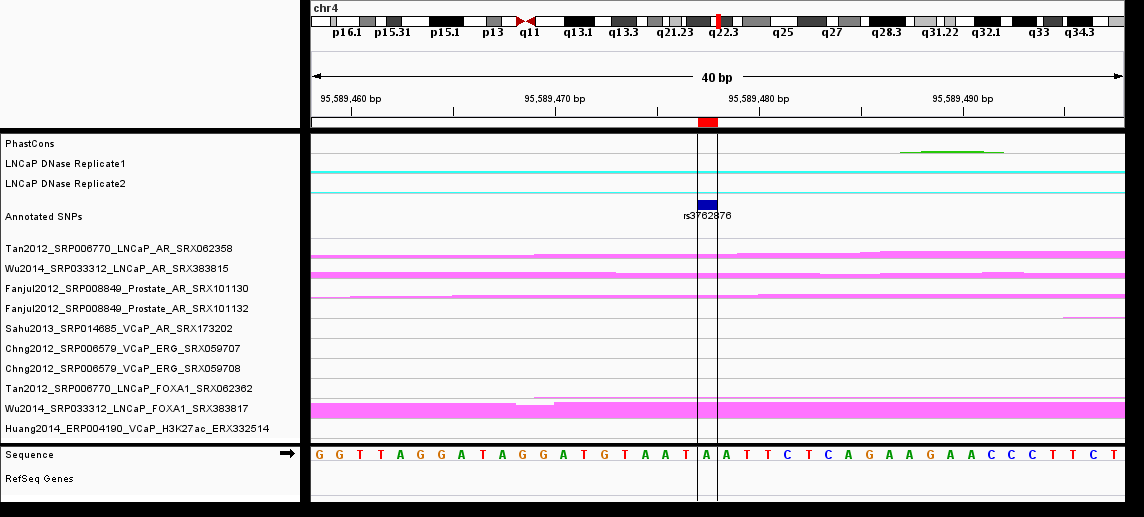 chr4
p16.1 p15.31 p15.1 p13 q11 q13.1 q13.3 q21.23 q22.3 q25 q27 q28.3 q31.22 q32.1 q33 q34.3
40 bp
95,589,460 bp 95,589,470 bp 95,589,480 bp 95,589,490 bp
PhastCons
LNCaP DNase Replicate1
LNCaP DNase Replicate2
Annotated SNPs
rs3762876
Tan2012_SRP006770_LNCaP_AR_SRX062358
Wu2014_SRP033312_LNCaP_AR_SRX383815
Fanjul2012_SRP008849_Prostate_AR_SRX101130
Fanjul2012_SRP008849_Prostate_AR_SRX101132
Sahu2013_SRP014685_VCaP_AR_SRX173202
Chng2012_SRP006579_VCaP_ERG_SRX059707
Chng2012_SRP006579_VCaP_ERG_SRX059708
Tan2012_SRP006770_LNCaP_FOXA1_SRX062362
Wu2014_SRP033312_LNCaP_FOXA1_SRX383817
Huang2014_ERP004190_VCaP_H3K27ac_ERX332514
Sequence G G T T A G G A T A G G A T G T A A T A A T T C T C A G A A G A A C C C T T C T
RefSeq Genes